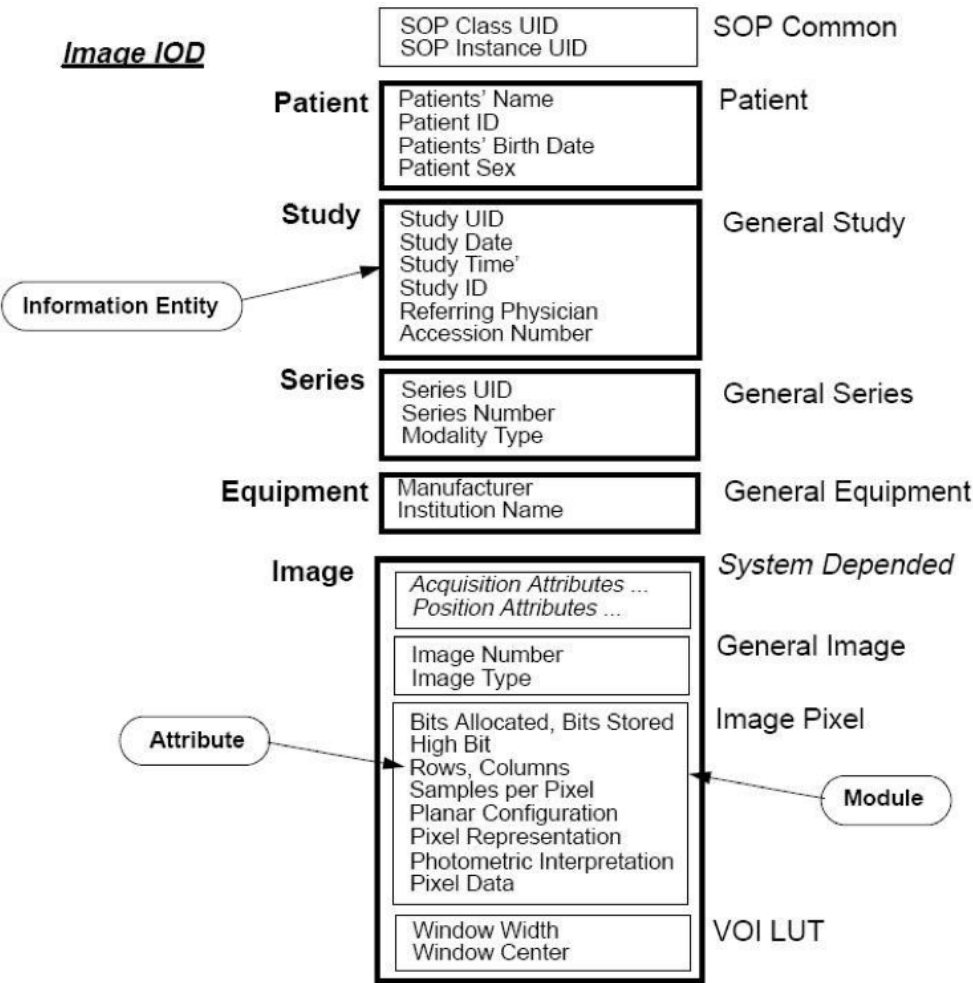 Image IOD
SOP Class UID
SOP Instance UID
SOP Common
Patient
Patients' Name
Patient ID
Patients' Birth Date
Patient Sex
Patient
Study
Study UID
Study Date
Study Time'
Study ID
Referring Physician
Accession Number
General Study
Information Entity
Series
Series UID
Series Number
Modality Type
General Series
Equipment
Manufacturer
Institution Name
General Equipment
Image
Acquisition Attributes ...
Position Attributes ...
System Depended
Image Number
Image Type
General Image
Bits Allocated, Bits Stored
High Bit
Rows, Columns
Samples per Pixel
Planar Configuration
Pixel Representation
Photometric Interpretation
Pixel Data
Image Pixel
Attribute
Module
Window Width
Window Center
VOI LUT